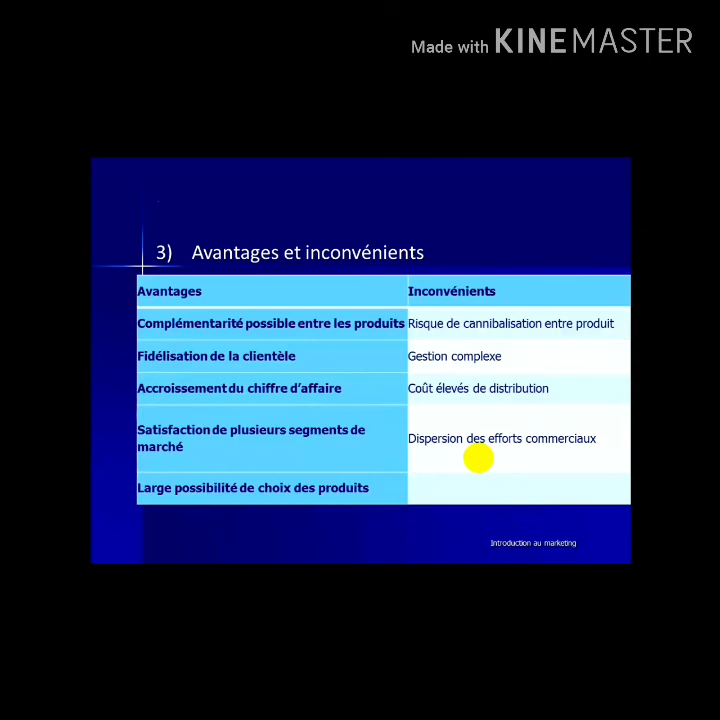 Made with KINEMASTER
3) Avantages et inconvénients
Avantages Inconvénients
Complémentarité possible entre les produits Risque de cannibalisation entre produit
Fidélisation de la clientèle Gestion complexe
Accroissement du chiffre d'affaire Coût élevés de distribution
Satisfaction de plusieurs segments de
marché
Dispersion des efforts commerciaux
Large possibilité de choix des produits
Introduction au marketing